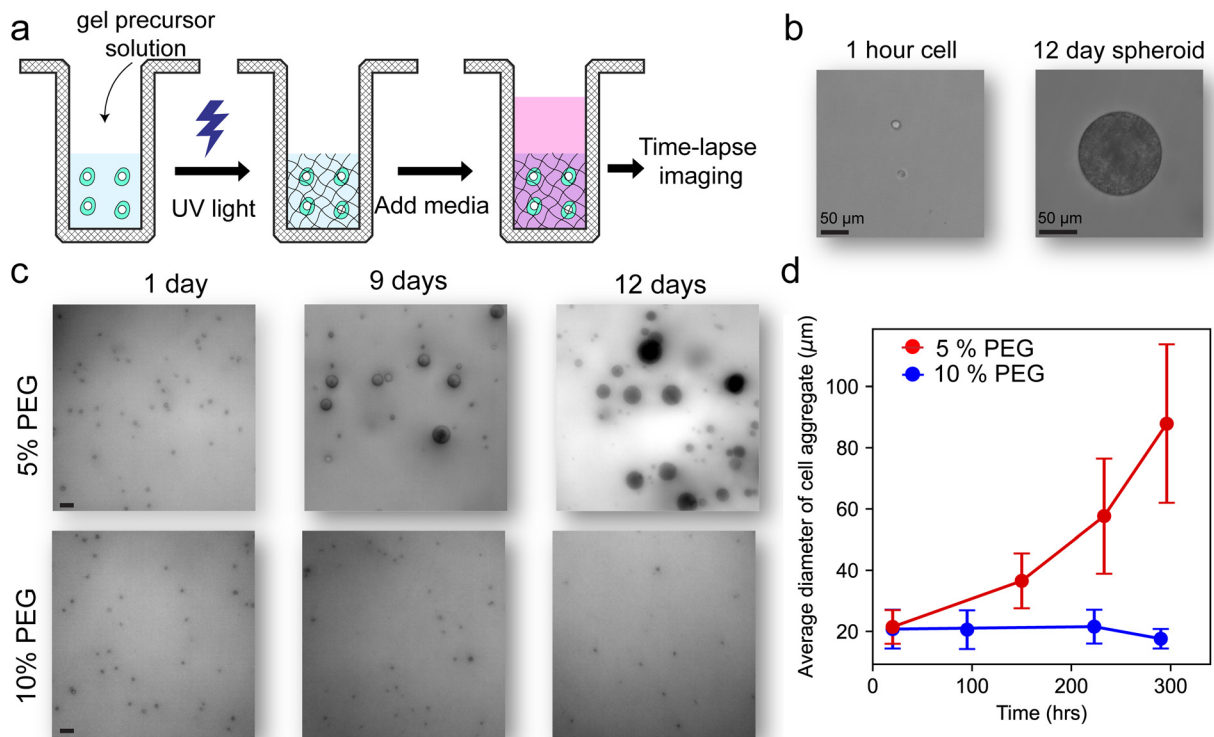 a
gel precursor
solution
UV light
Add media
Time-lapse
imaging
b
1 hour cell
12 day spheroid
50 µm
50 µm
c
1 day
9 days
12 days
5% PEG
10% PEG
d
Average diameter of cell aggregate (µm)
100
80
60
40
20
5 % PEG
10 % PEG
0
100
200
300
Time (hrs)